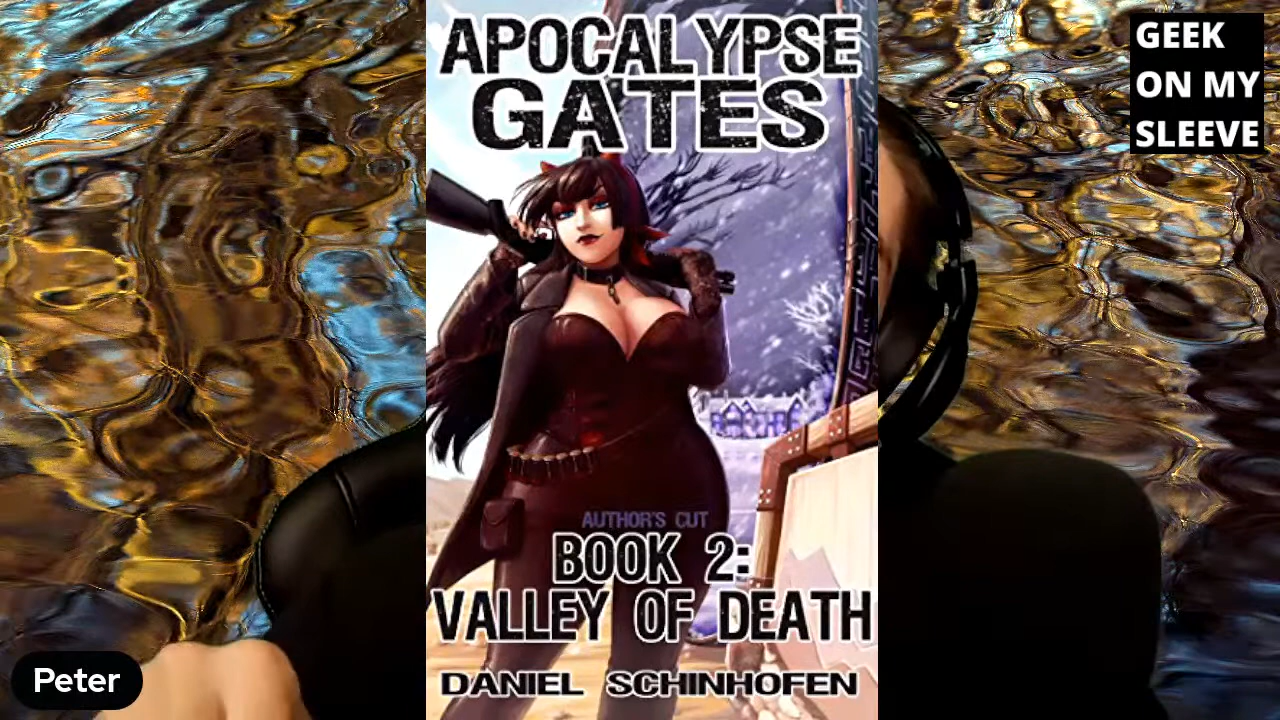 APOCALYPSE
GATES
GEEK
ON MY
SLEEVE
AUTHOR'S CUT
BOOK 2:
VALLEY OF DEATH
DANIEL SCHINHOFEN
Peter